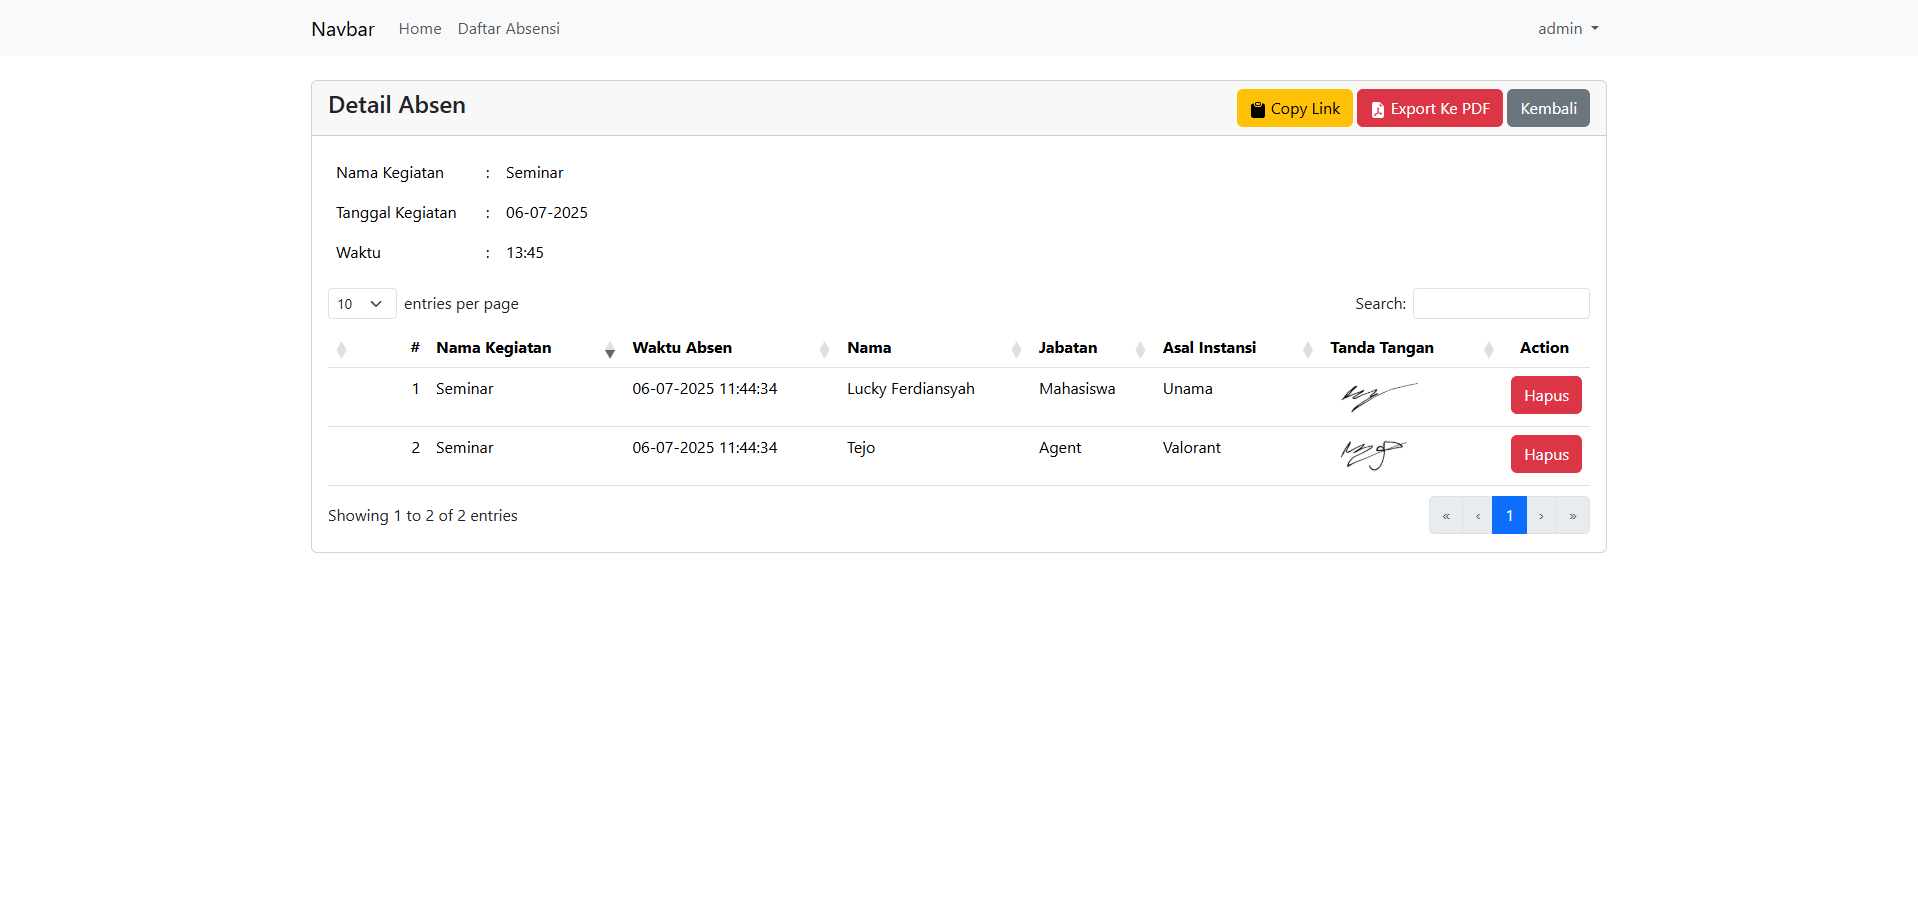 Navbar Home Daftar Absensi admin
Detail Absen Copy Link Export Ke PDF Kembali
Nama Kegiatan : Seminar
Tanggal Kegiatan : 06-07-2025
Waktu : 13:45
10 entries per page Search:
# Nama Kegiatan Waktu Absen Nama Jabatan Asal Instansi Tanda Tangan Action
1 Seminar 06-07-2025 11:44:34 Lucky Ferdiansyah Mahasiswa Unama Hapus
2 Seminar 06-07-2025 11:44:34 Tejo Agent Valorant Hapus
Showing 1 to 2 of 2 entries « ‹ 1 › »